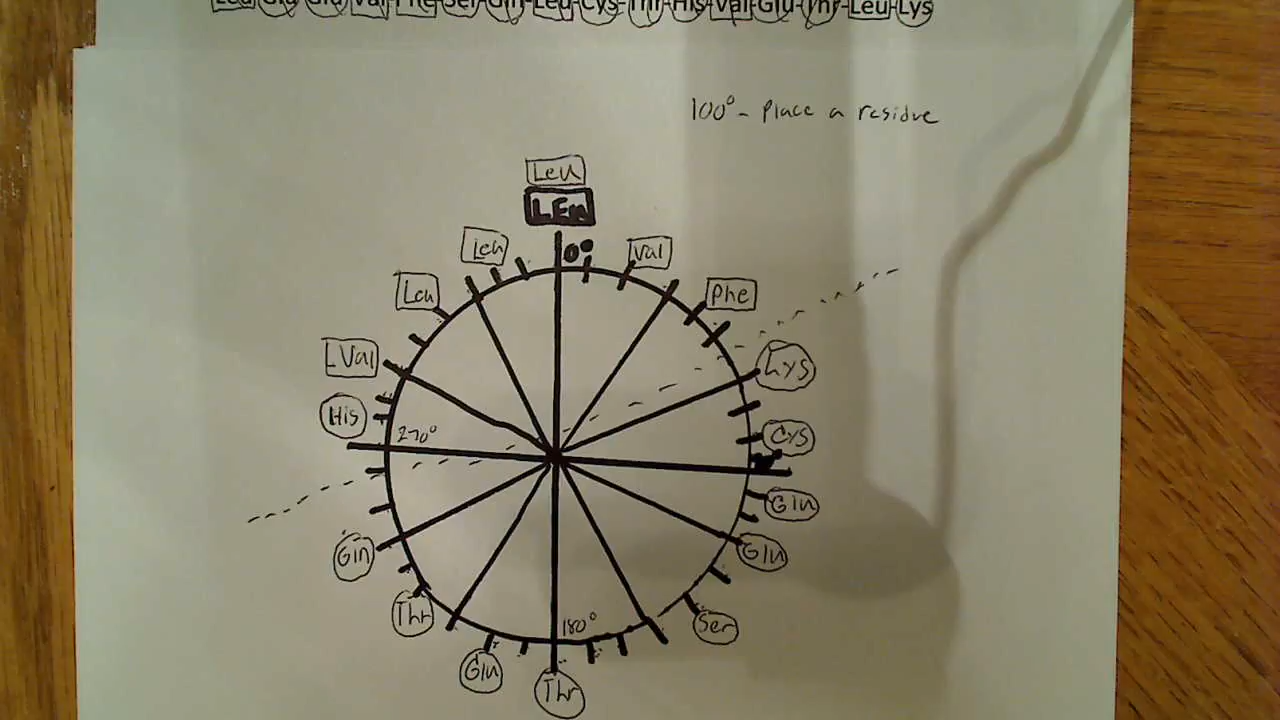 Leu-Glu-Glu-Val-Phe-Ser-Gln-Leu-Cys-Thr-His-Val-Glu-Thr-Leu-Lys
100° - Place a residue
Leu
LEu
0°
Leu
Val
Leu
Phe
Val
Lys
His
270°
Cys
Gln
Gln
Glu
Thr
180°
Ser
Glu
Thr